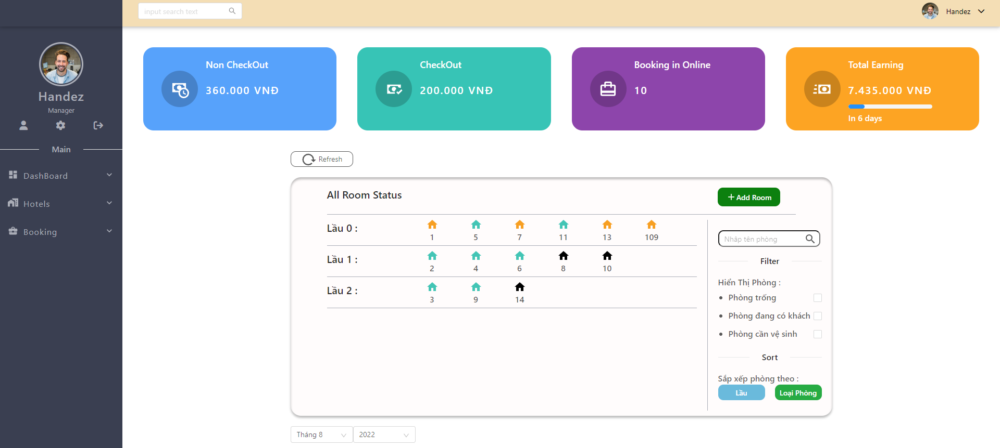 input search text
Handez
Handez
Manager
Main
DashBoard
Hotels
Booking
Non CheckOut
360.000 VNĐ
CheckOut
200.000 VNĐ
Booking in Online
10
Total Earning
7.435.000 VNĐ
In 6 days
Refresh
All Room Status
+ Add Room
Lầu 0 :
1 5 7 11 13 109
Lầu 1 :
2 4 6 8 10
Lầu 2 :
3 9 14
Nhâp tên phòng
Filter
Hiển Thị Phòng :
• Phòng trống
• Phòng đang có khách
• Phòng cần vệ sinh
Sort
Sắp xếp phòng theo :
Lầu Loại Phòng
Tháng 8 2022